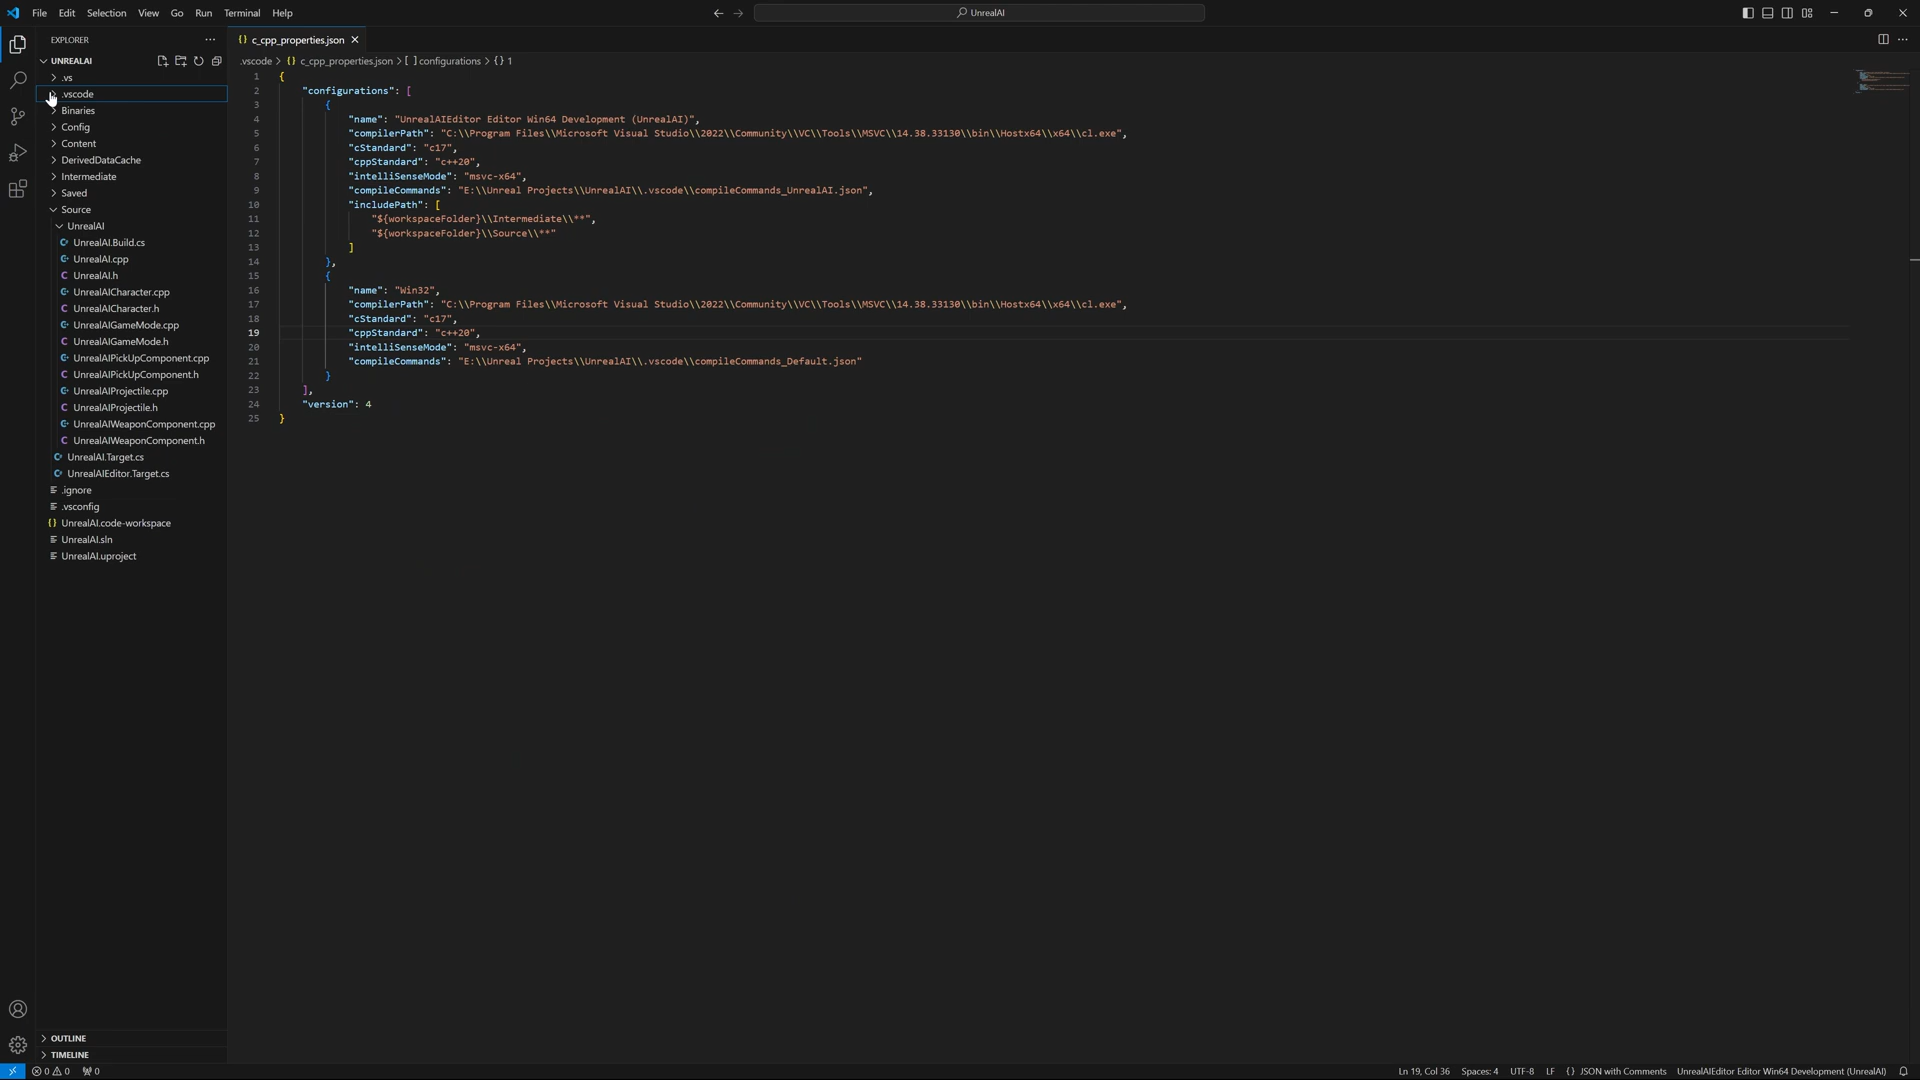 File Edit Selection View Go Run Terminal Help
UnrealAI
EXPLORER
UNREALAI
.vs
.vscode
Binaries
Config
Content
DerivedDataCache
Intermediate
Saved
Source
UnrealAI
UnrealAI.Build.cs
UnrealAI.cpp
UnrealAI.h
UnrealAICharacter.cpp
UnrealAICharacter.h
UnrealAIGameMode.cpp
UnrealAIGameMode.h
UnrealAIPickUpComponent.cpp
UnrealAIPickUpComponent.h
UnrealAIProjectile.cpp
UnrealAIProjectile.h
UnrealAIWeaponComponent.cpp
UnrealAIWeaponComponent.h
UnrealAI.Target.cs
UnrealAIEditor.Target.cs
.ignore
.vsconfig
UnrealAI.code-workspace
UnrealAI.sln
UnrealAI.uproject
OUTLINE
TIMELINE
{} c_cpp_properties.json
.vscode > {} c_cpp_properties.json > [ ] configurations > {} 1
1 {
2 "configurations": [
3 {
4 "name": "UnrealAIEditor Editor Win64 Development (UnrealAI)",
5 "compilerPath": "C:\\Program Files\\Microsoft Visual Studio\\2022\\Community\\VC\\Tools\\MSVC\\14.38.33130\\bin\\Hostx64\\x64\\cl.exe",
6 "cStandard": "c17",
7 "cppStandard": "c++20",
8 "intelliSenseMode": "msvc-x64",
9 "compileCommands": "E:\\Unreal Projects\\UnrealAI\\.vscode\\compileCommands_UnrealAI.json",
10 "includePath": [
11 "${workspaceFolder}\\Intermediate\\**",
12 "${workspaceFolder}\\Source\\**"
13 ]
14 },
15 {
16 "name": "Win32",
17 "compilerPath": "C:\\Program Files\\Microsoft Visual Studio\\2022\\Community\\VC\\Tools\\MSVC\\14.38.33130\\bin\\Hostx64\\x64\\cl.exe",
18 "cStandard": "c17",
19 "cppStandard": "c++20",
20 "intelliSenseMode": "msvc-x64",
21 "compileCommands": "E:\\Unreal Projects\\UnrealAI\\.vscode\\compileCommands_Default.json"
22 }
23 ],
24 "version": 4
25 }
0 0 0 Ln 19, Col 36 Spaces: 4 UTF-8 LF {} JSON with Comments UnrealAIEditor Editor Win64 Development (UnrealAI)